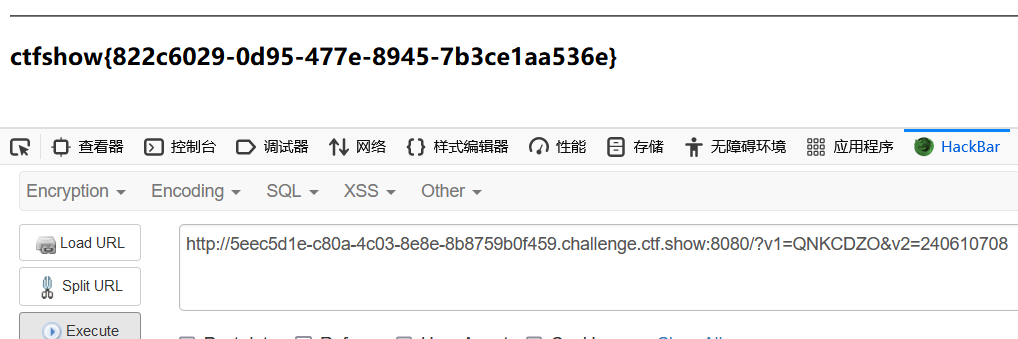 ctfshow{822c6029-0d95-477e-8945-7b3ce1aa536e}
查看器 控制台 调试器 网络 样式编辑器 性能 存储 无障碍环境 应用程序 HackBar
Encryption Encoding SQL XSS Other
Load URL http://5eec5d1e-c80a-4c03-8e8e-8b8759b0f459.challenge.ctf.show:8080/?v1=QNKCDZO&v2=240610708
Split URL
Execute